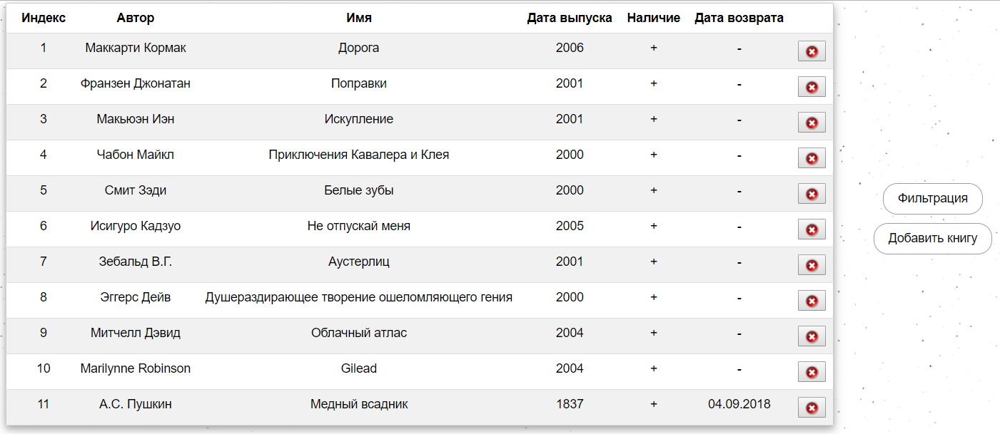 Индекс Автор Имя Дата выпуска Наличие Дата возврата
1 Маккарти Кормак Дорога 2006 + -
2 Франзен Джонатан Поправки 2001 + -
3 Макьюэн Иэн Искупление 2001 + -
4 Чабон Майкл Приключения Кавалера и Клея 2000 + -
5 Смит Зэди Белые зубы 2000 + -
Фильтрация
6 Исигуро Кадзуо Не отпускай меня 2005 + -
Добавить книгу
7 Зебальд В.Г. Аустерлиц 2001 + -
8 Эггерс Дейв Душераздирающее творение ошеломляющего гения 2000 + -
9 Митчелл Дэвид Облачный атлас 2004 + -
10 Marilynne Robinson Gilead 2004 + -
11 А.С. Пушкин Медный всадник 1837 + 04.09.2018